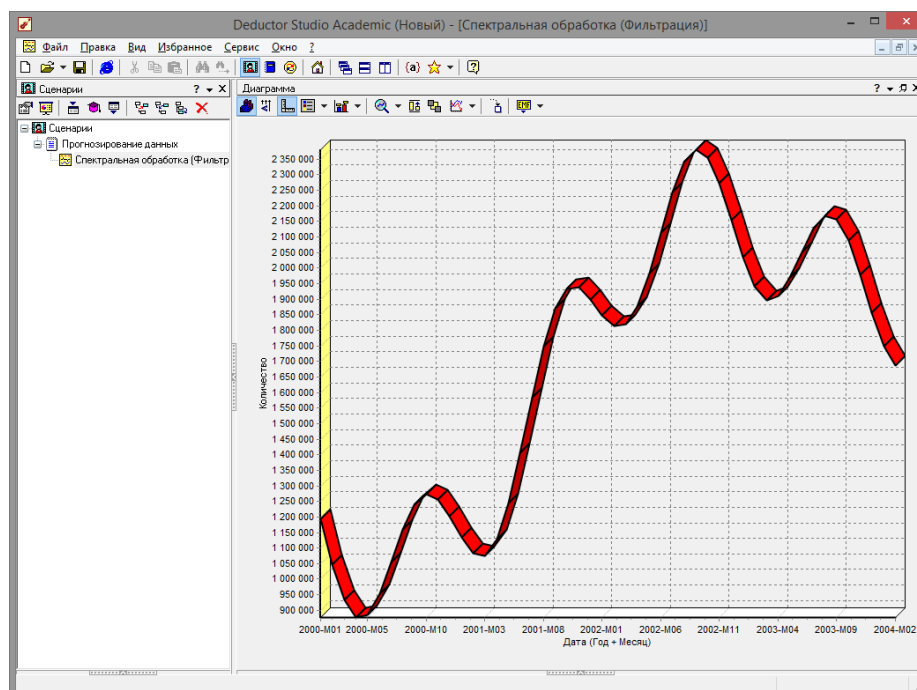 Deductor Studio Academic (Новый) - [Спектральная обработка (Фильтрация)]
Файл Правка Вид Избранное Сервис Окно ?
Сценарии
Сценарии
Прогнозирование данных
Спектральная обработка (Фильтр
Диаграмма
Количество
2 350 000
2 300 000
2 250 000
2 200 000
2 150 000
2 100 000
2 050 000
2 000 000
1 950 000
1 900 000
1 850 000
1 800 000
1 750 000
1 700 000
1 650 000
1 600 000
1 550 000
1 500 000
1 450 000
1 400 000
1 350 000
1 300 000
1 250 000
1 200 000
1 150 000
1 100 000
1 050 000
1 000 000
950 000
900 000
2000-M01 2000-M05 2000-M10 2001-M03 2001-M08 2002-M01 2002-M06 2002-M11 2003-M04 2003-M09 2004-M02
Дата (Год + Месяц)